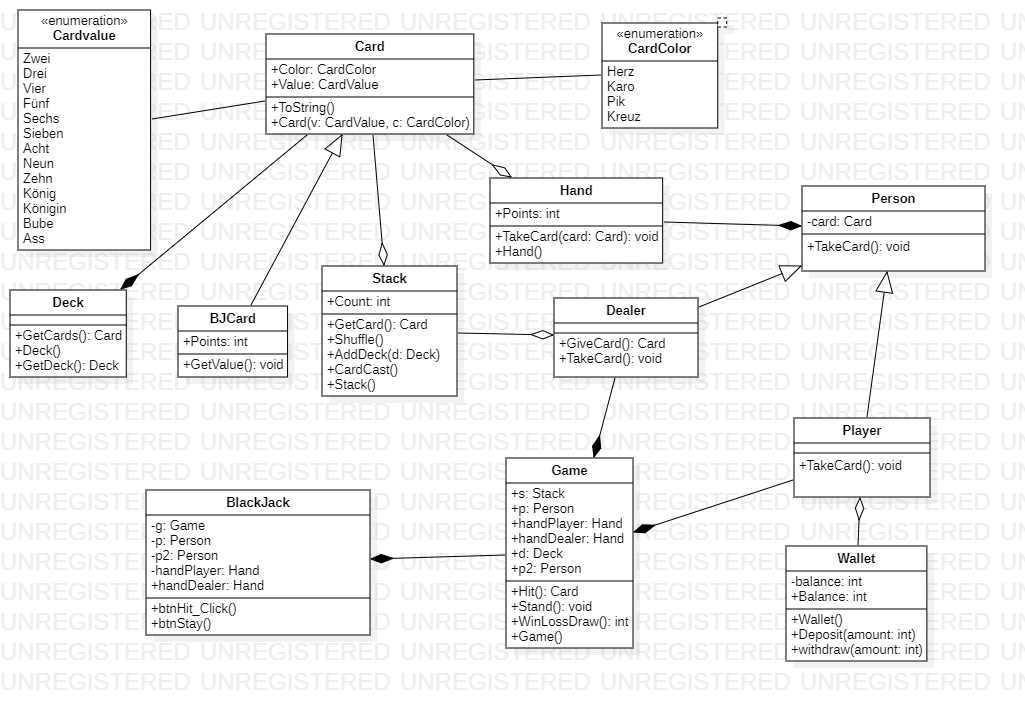 «enumeration»
Cardvalue
Zwei
Drei
Vier
Fünf
Sechs
Sieben
Acht
Neun
Zehn
König
Königin
Bube
Ass
Card
+Color: CardColor
+Value: CardValue
+ToString()
+Card(v: CardValue, c: CardColor)
«enumeration»
CardColor
Herz
Karo
Pik
Kreuz
Hand
+Points: int
+TakeCard(card: Card): void
+Hand()
Person
-card: Card
+TakeCard(): void
Deck
+GetCards(): Card
+Deck()
+GetDeck(): Deck
BJCard
+Points: int
+GetValue(): void
Stack
+Count: int
+GetCard(): Card
+Shuffle()
+AddDeck(d: Deck)
+CardCast()
+Stack()
Dealer
+GiveCard(): Card
+TakeCard(): void
Player
+TakeCard(): void
BlackJack
-g: Game
-p: Person
-p2: Person
-handPlayer: Hand
+handDealer: Hand
+btnHit_Click()
+btnStay()
Game
+s: Stack
+p: Person
+handPlayer: Hand
+handDealer: Hand
+d: Deck
+p2: Person
+Hit(): Card
+Stand(): void
+WinLossDraw(): int
+Game()
Wallet
-balance: int
+Balance: int
+Wallet()
+Deposit(amount: int)
+withdraw(amount: int)
UNREGISTERED